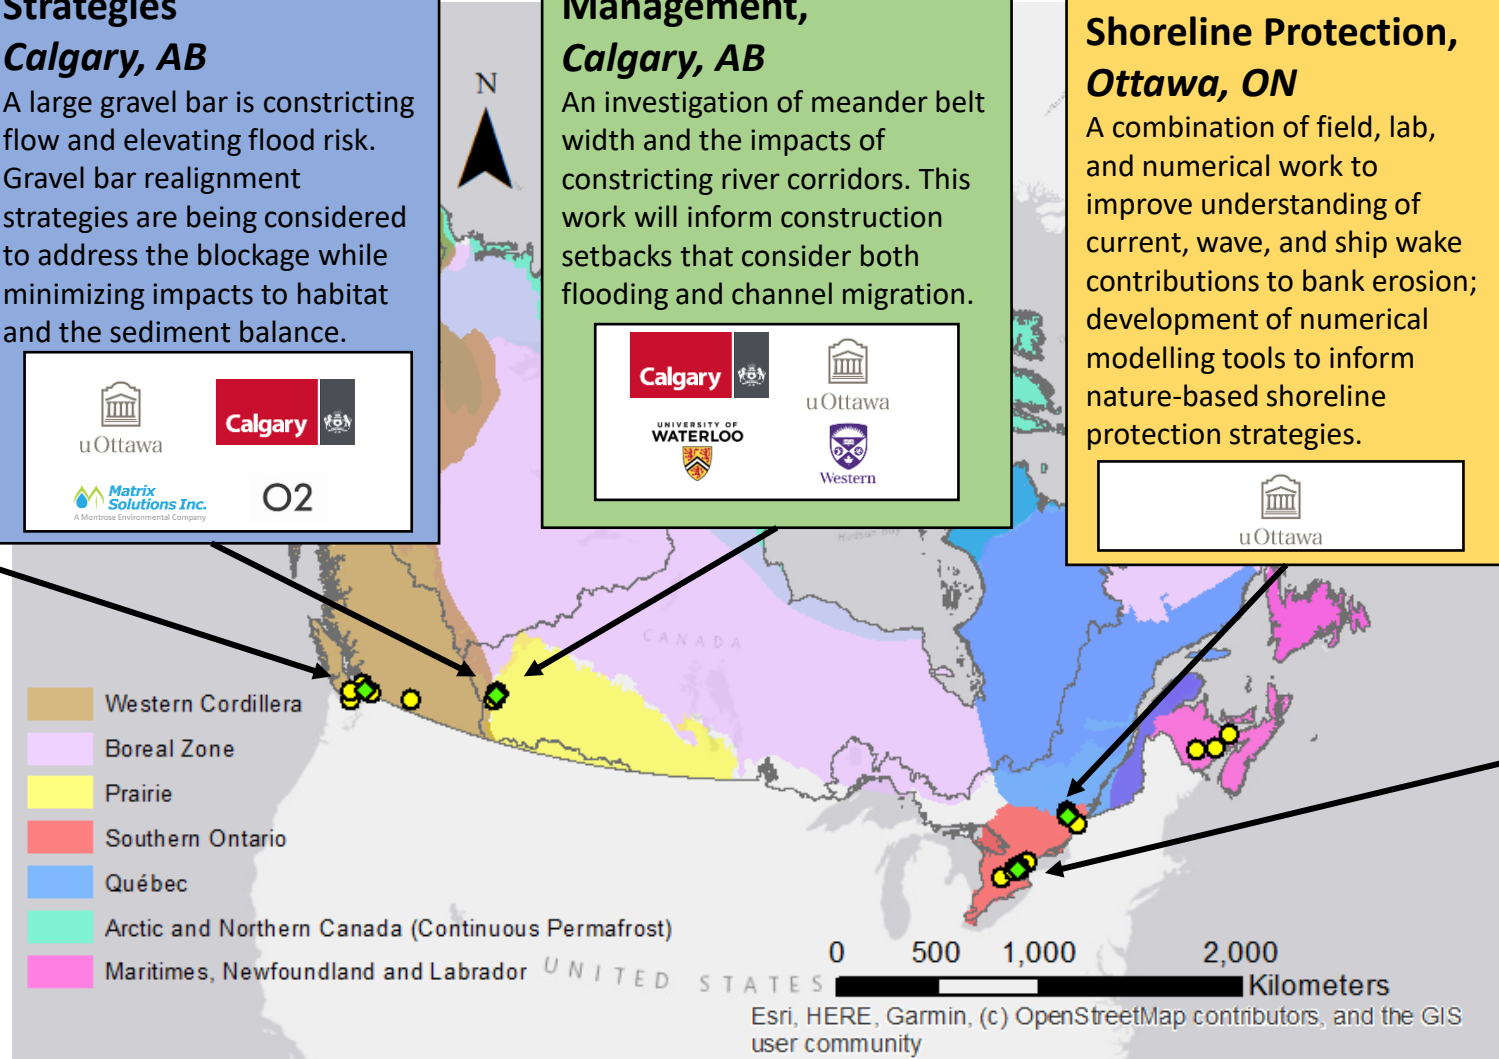 Strategies
Calgary, AB
A large gravel bar is constricting
flow and elevating flood risk.
Gravel bar realignment
strategies are being considered
to address the blockage while
minimizing impacts to habitat
and the sediment balance.
uOttawa
Calgary
Matrix
Solutions Inc.
A Montrose Environmental Company
O2
N
Management,
Calgary, AB
An investigation of meander belt
width and the impacts of
constricting river corridors. This
work will inform construction
setbacks that consider both
flooding and channel migration.
Calgary
uOttawa
UNIVERSITY OF
WATERLOO
Western
Shoreline Protection,
Ottawa, ON
A combination of field, lab,
and numerical work to
improve understanding of
current, wave, and ship wake
contributions to bank erosion;
development of numerical
modelling tools to inform
nature-based shoreline
protection strategies.
uOttawa
Hudson Bay
CANADA
Western Cordillera
Boreal Zone
Prairie
Southern Ontario
Québec
Arctic and Northern Canada (Continuous Permafrost)
Maritimes, Newfoundland and Labrador
UNITED STATES
0 500 1,000 2,000
Kilometers
Esri, HERE, Garmin, (c) OpenStreetMap contributors, and the GIS
user community